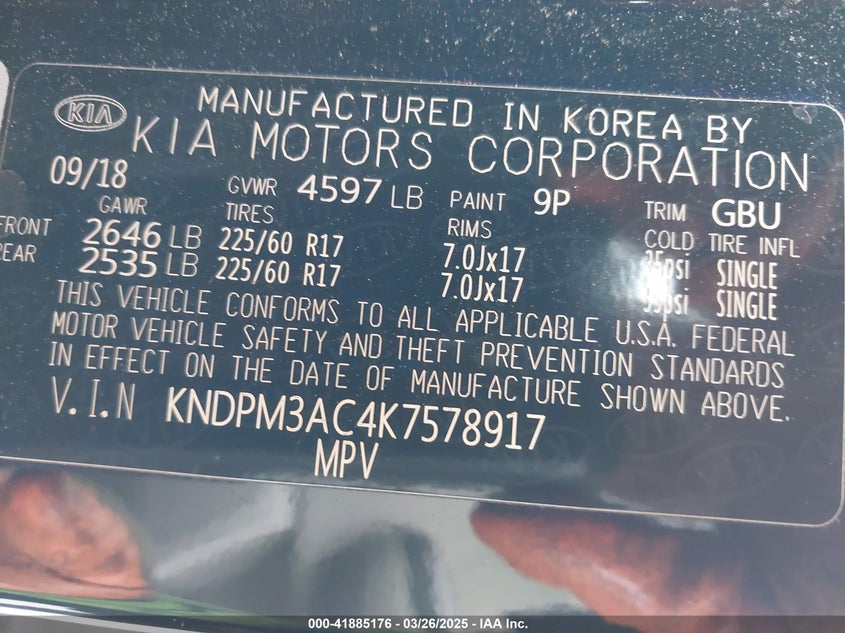 KIA
MANUFACTURED IN KOREA BY
KIA MOTORS CORPORATION
09/18 GVWR 4597 LB PAINT 9P TRIM GBU
GAWR TIRES RIMS COLD TIRE INFL
FRONT 2646 LB 225/60 R17 7.0Jx17 35psi SINGLE
REAR 2535 LB 225/60 R17 7.0Jx17 35psi SINGLE
THIS VEHICLE CONFORMS TO ALL APPLICABLE U.S.A. FEDERAL
MOTOR VEHICLE SAFETY AND THEFT PREVENTION STANDARDS
IN EFFECT ON THE DATE OF MANUFACTURE SHOWN ABOVE.
V.I.N KNDPM3AC4K7578917
MPV
000-41885176 - 03/26/2025 - IAA Inc.